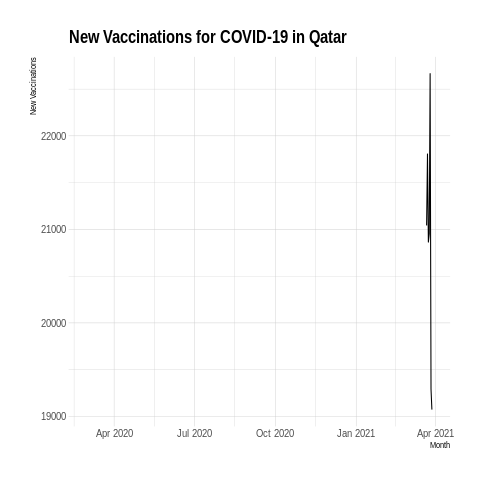 New Vaccinations for COVID-19 in Qatar
New Vaccinations
22000
21000
20000
19000
Apr 2020 Jul 2020 Oct 2020 Jan 2021 Apr 2021
Month